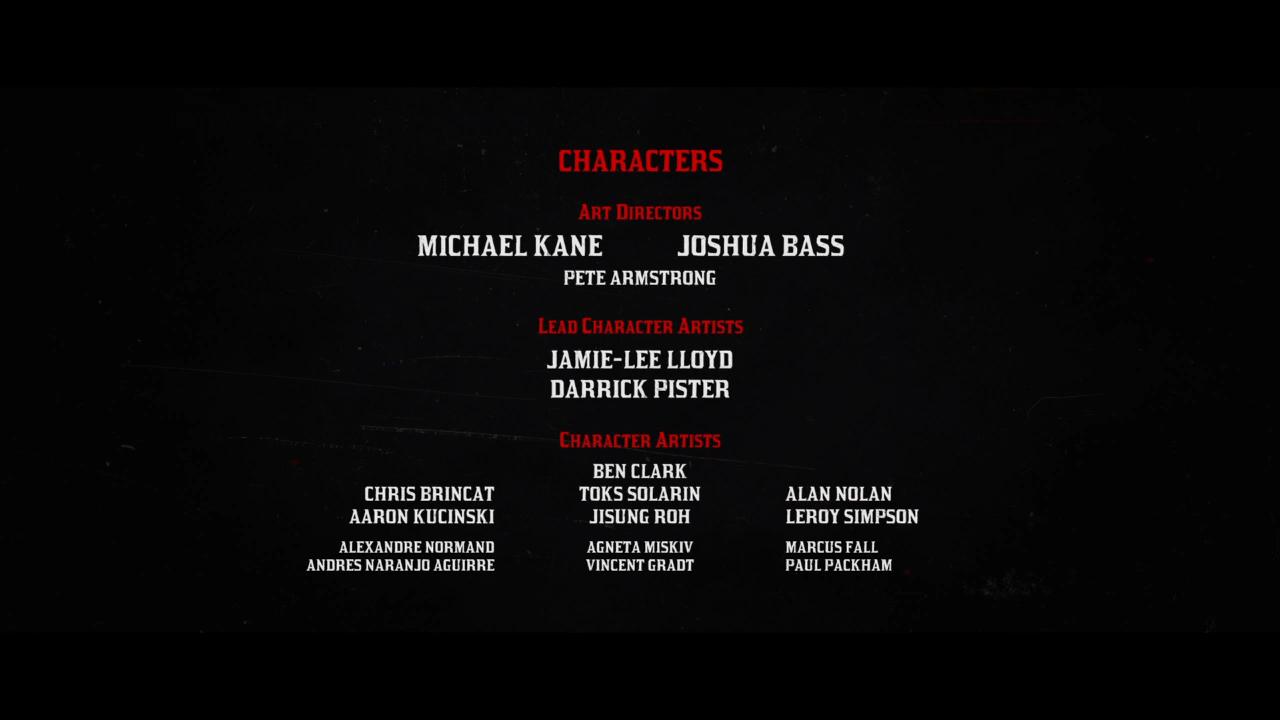 CHARACTERS
ART DIRECTORS
MICHAEL KANE JOSHUA BASS
PETE ARMSTRONG
LEAD CHARACTER ARTISTS
JAMIE-LEE LLOYD
DARRICK PISTER
CHARACTER ARTISTS
BEN CLARK
CHRIS BRINCAT TOKS SOLARIN ALAN NOLAN
AARON KUCINSKI JISUNG ROH LEROY SIMPSON
ALEXANDRE NORMAND AGNETA MISKIV MARCUS FALL
ANDRES NARANJO AGUIRRE VINCENT GRADT PAUL PACKHAM